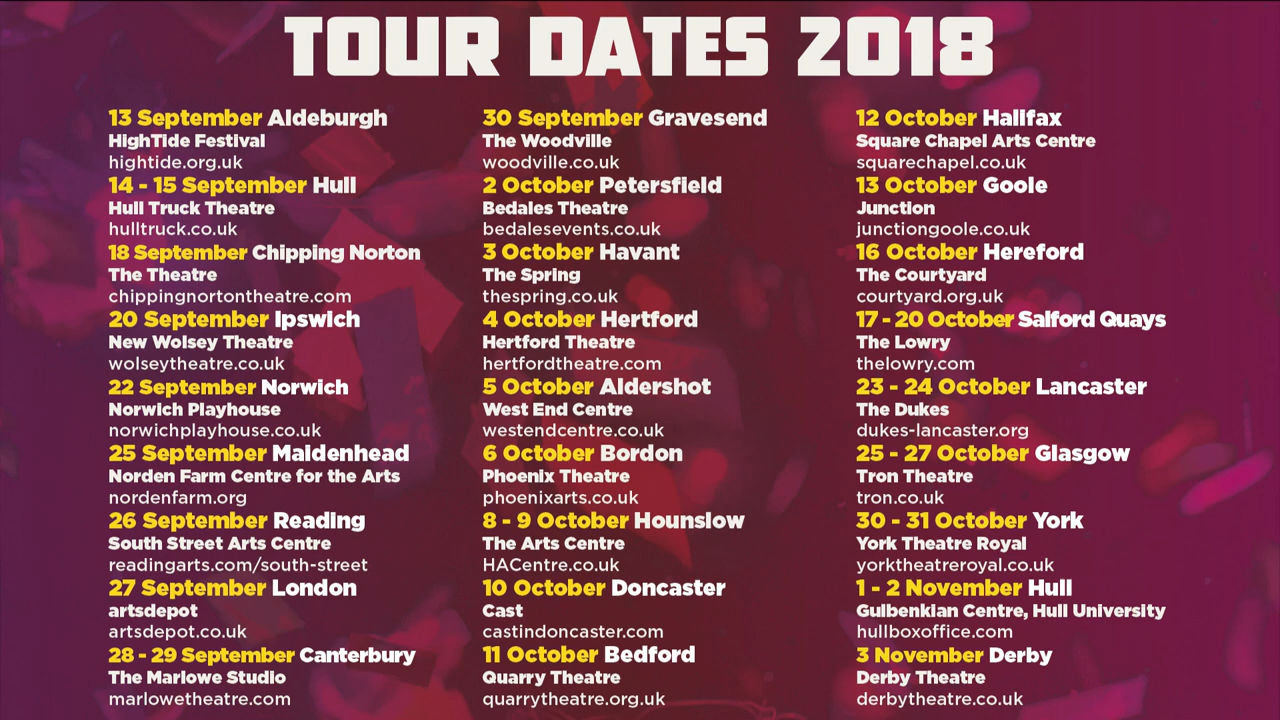 TOUR DATES 2018
13 September Aldeburgh
HighTide Festival
hightide.org.uk
14 - 15 September Hull
Hull Truck Theatre
hulltruck.co.uk
18 September Chipping Norton
The Theatre
chippingnortontheatre.com
20 September Ipswich
New Wolsey Theatre
wolseytheatre.co.uk
22 September Norwich
Norwich Playhouse
norwichplayhouse.co.uk
25 September Maidenhead
Norden Farm Centre for the Arts
nordenfarm.org
26 September Reading
South Street Arts Centre
readingarts.com/south-street
27 September London
artsdepot
artsdepot.co.uk
28 - 29 September Canterbury
The Marlowe Studio
marlowetheatre.com
30 September Gravesend
The Woodville
woodville.co.uk
2 October Petersfield
Bedales Theatre
bedalesevents.co.uk
3 October Havant
The Spring
thespring.co.uk
4 October Hertford
Hertford Theatre
hertfordtheatre.com
5 October Aldershot
West End Centre
westendcentre.co.uk
6 October Bordon
Phoenix Theatre
phoenixarts.co.uk
8 - 9 October Hounslow
The Arts Centre
HACentre.co.uk
10 October Doncaster
Cast
castindoncaster.com
11 October Bedford
Quarry Theatre
quarrytheatre.org.uk
12 October Halifax
Square Chapel Arts Centre
squarechapel.co.uk
13 October Goole
Junction
junctiongoole.co.uk
16 October Hereford
The Courtyard
courtyard.org.uk
17 - 20 October Salford Quays
The Lowry
thelowry.com
23 - 24 October Lancaster
The Dukes
dukes-lancaster.org
25 - 27 October Glasgow
Tron Theatre
tron.co.uk
30 - 31 October York
York Theatre Royal
yorktheatreroyal.co.uk
1 - 2 November Hull
Gulbenkian Centre, Hull University
hullboxoffice.com
3 November Derby
Derby Theatre
derbytheatre.co.uk